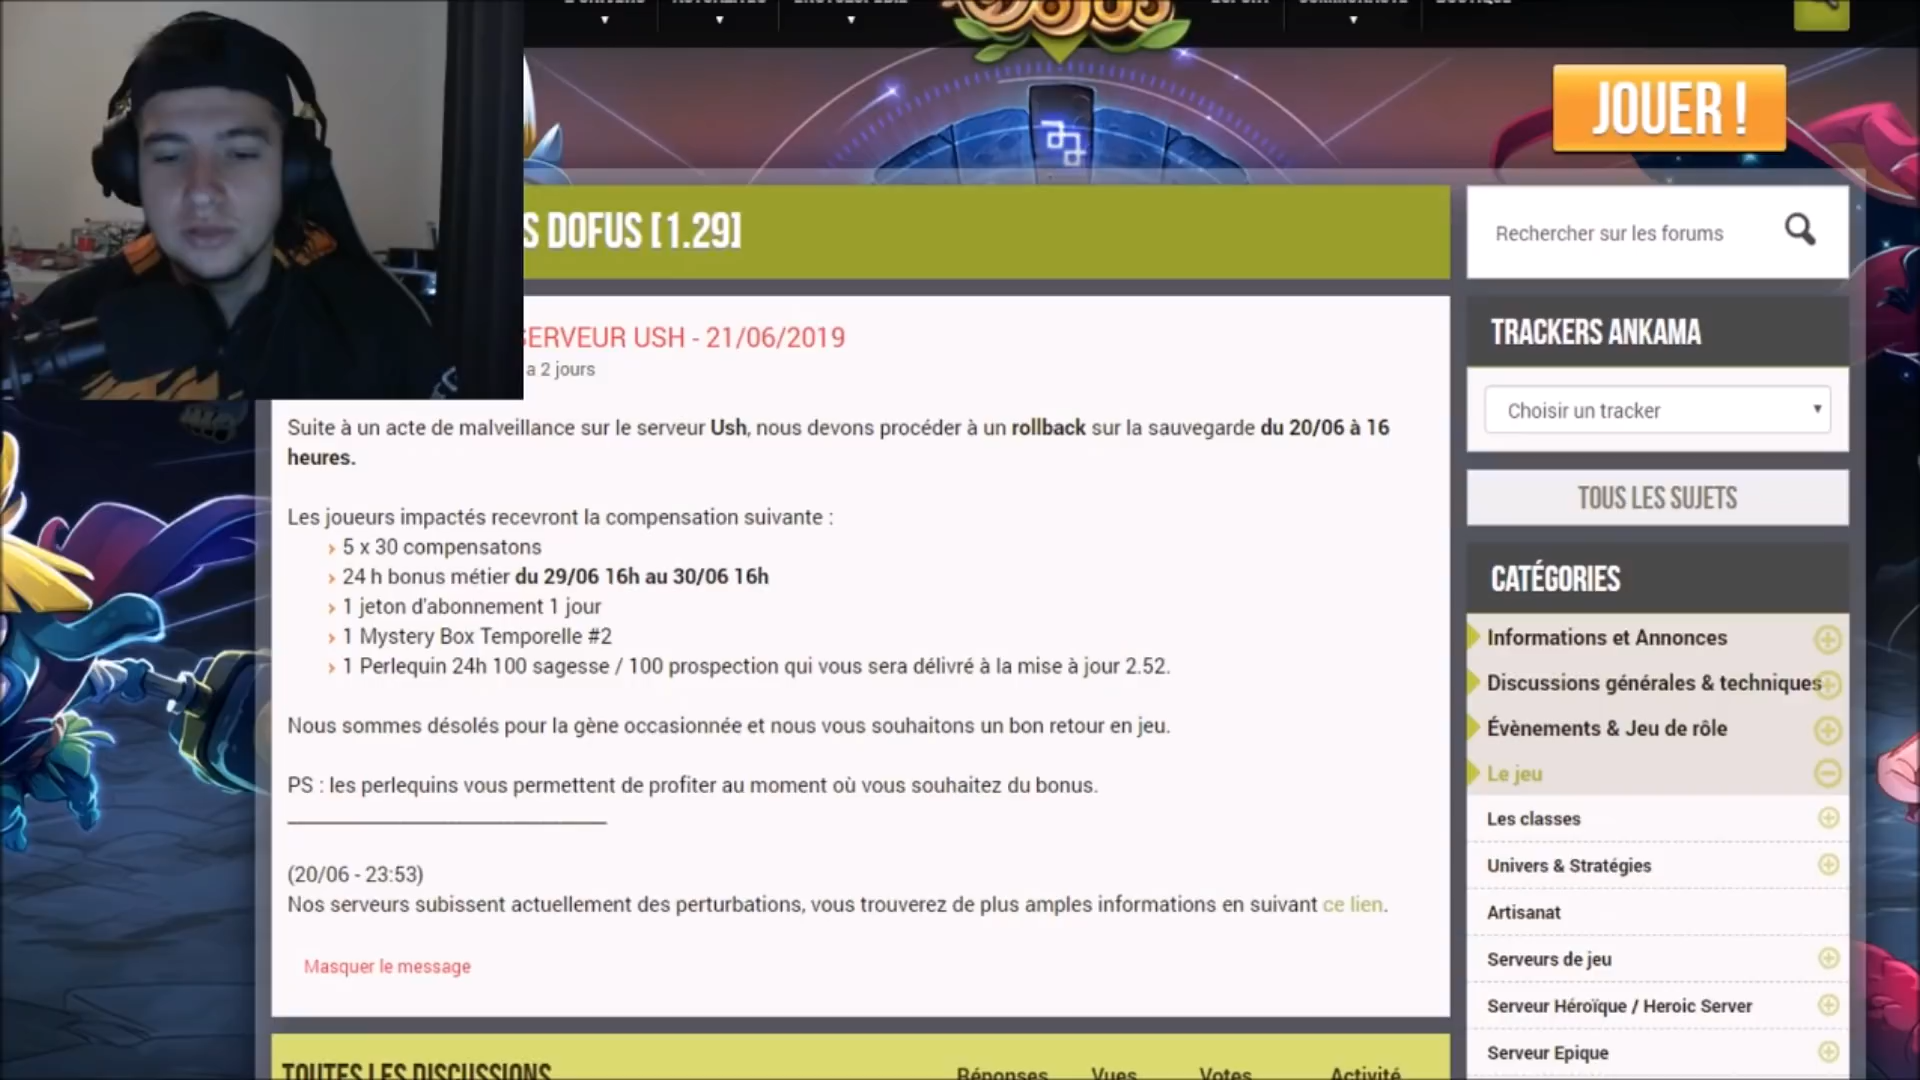 JOUER !
S DOFUS [1.29]
Rechercher sur les forums
SERVEUR USH - 21/06/2019
a 2 jours
TRACKERS ANKAMA
Choisir un tracker
Suite à un acte de malveillance sur le serveur Ush, nous devons procéder à un rollback sur la sauvegarde du 20/06 à 16
heures.
TOUS LES SUJETS
Les joueurs impactés recevront la compensation suivante :
5 x 30 compensatons
24 h bonus métier du 29/06 16h au 30/06 16h
1 jeton d'abonnement 1 jour
1 Mystery Box Temporelle #2
1 Perlequin 24h 100 sagesse / 100 prospection qui vous sera délivré à la mise à jour 2.52.
Nous sommes désolés pour la gène occasionnée et nous vous souhaitons un bon retour en jeu.
PS : les perlequins vous permettent de profiter au moment où vous souhaitez du bonus.
(20/06 - 23:53)
Nos serveurs subissent actuellement des perturbations, vous trouverez de plus amples informations en suivant ce lien.
Masquer le message
CATÉGORIES
Informations et Annonces
Discussions générales & techniques
Évènements & Jeu de rôle
Le jeu
Les classes
Univers & Stratégies
Artisanat
Serveurs de jeu
Serveur Héroïque / Heroic Server
Serveur Epique
TOUTES LES DISCUSSIONS
Réponses Vues Votes Activité